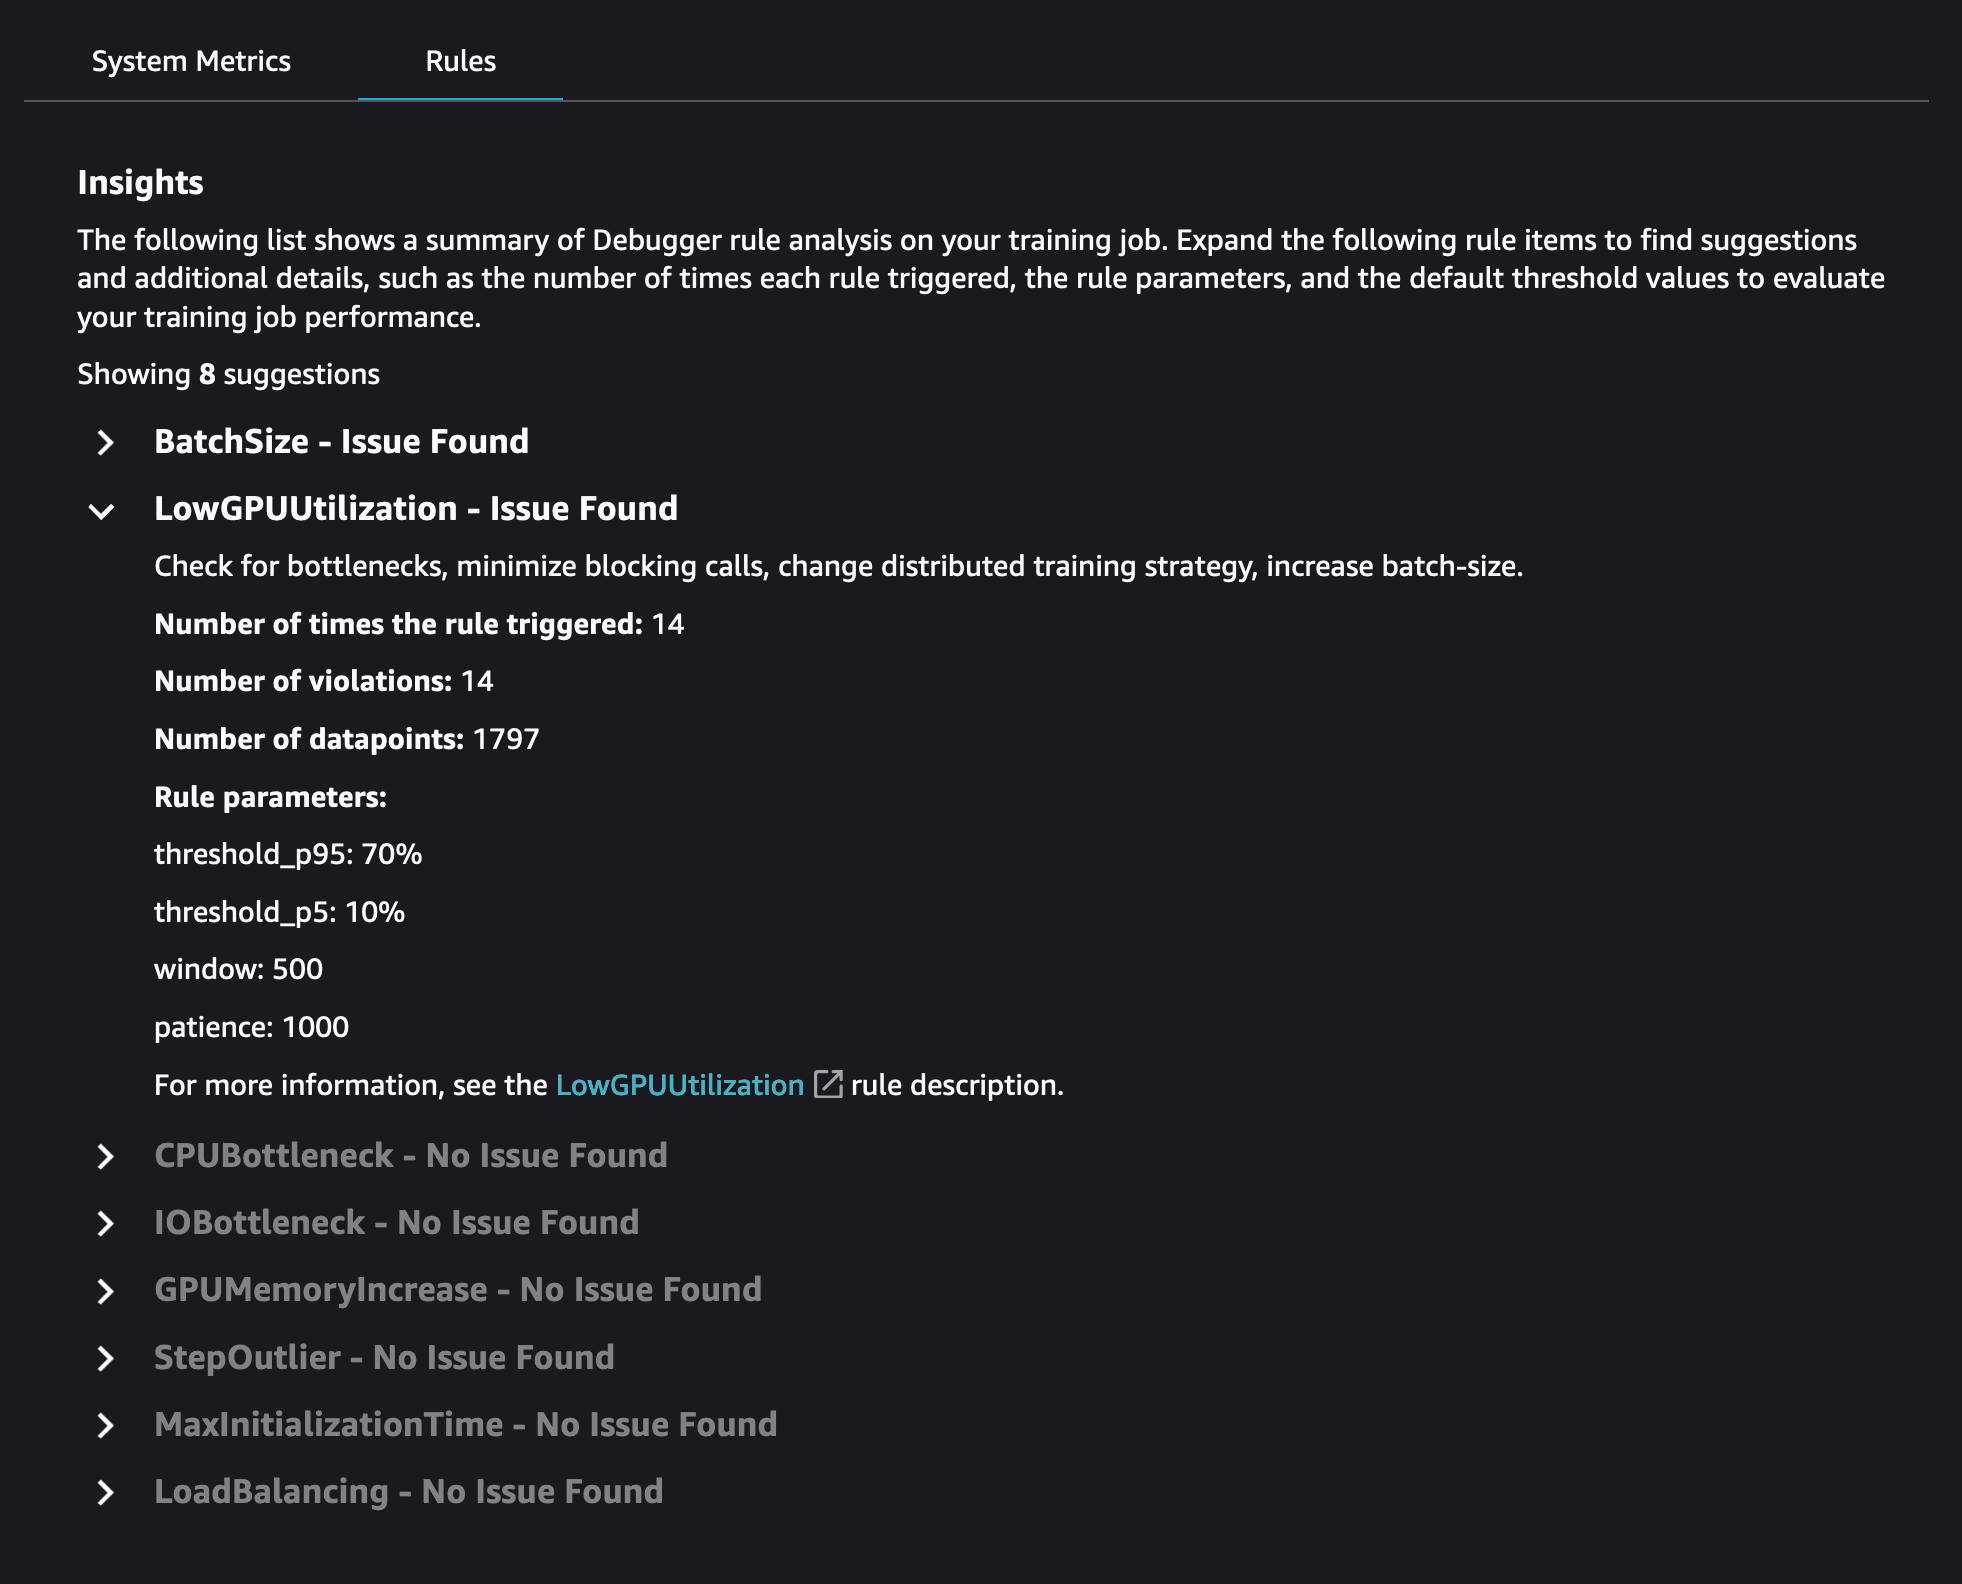 System Metrics
Rules
Insights
The following list shows a summary of Debugger rule analysis on your training job. Expand the following rule items to find suggestions
and additional details, such as the number of times each rule triggered, the rule parameters, and the default threshold values to evaluate
your training job performance.
Showing 8 suggestions
BatchSize - Issue Found
LowGPUUtilization - Issue Found
Check for bottlenecks, minimize blocking calls, change distributed training strategy, increase batch-size.
Number of times the rule triggered: 14
Number of violations: 14
Number of datapoints: 1797
Rule parameters:
threshold_p95: 70%
threshold_p5: 10%
window: 500
patience: 1000
For more information, see the LowGPUUtilization rule description.
CPUBottleneck - No Issue Found
IOBottleneck - No Issue Found
GPUMemoryIncrease - No Issue Found
StepOutlier - No Issue Found
MaxInitializationTime - No Issue Found
LoadBalancing - No Issue Found